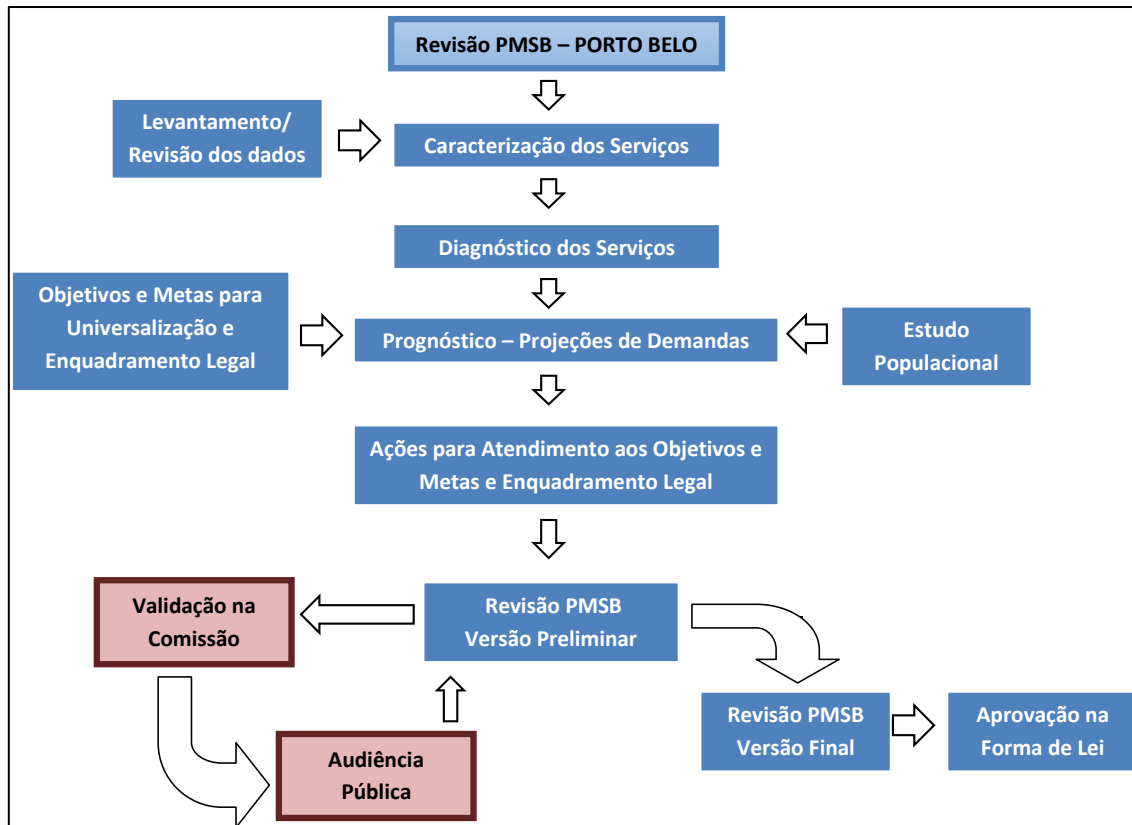 Revisão PMSB – PORTO BELO
Levantamento/
Revisão dos dados
Caracterização dos Serviços
Diagnóstico dos Serviços
Objetivos e Metas para
Universalização e
Enquadramento Legal
Prognóstico – Projeções de Demandas
Estudo
Populacional
Ações para Atendimento aos Objetivos e
Metas e Enquadramento Legal
Validação na
Comissão
Revisão PMSB
Versão Preliminar
Revisão PMSB
Versão Final
Aprovação na
Forma de Lei
Audiência
Pública